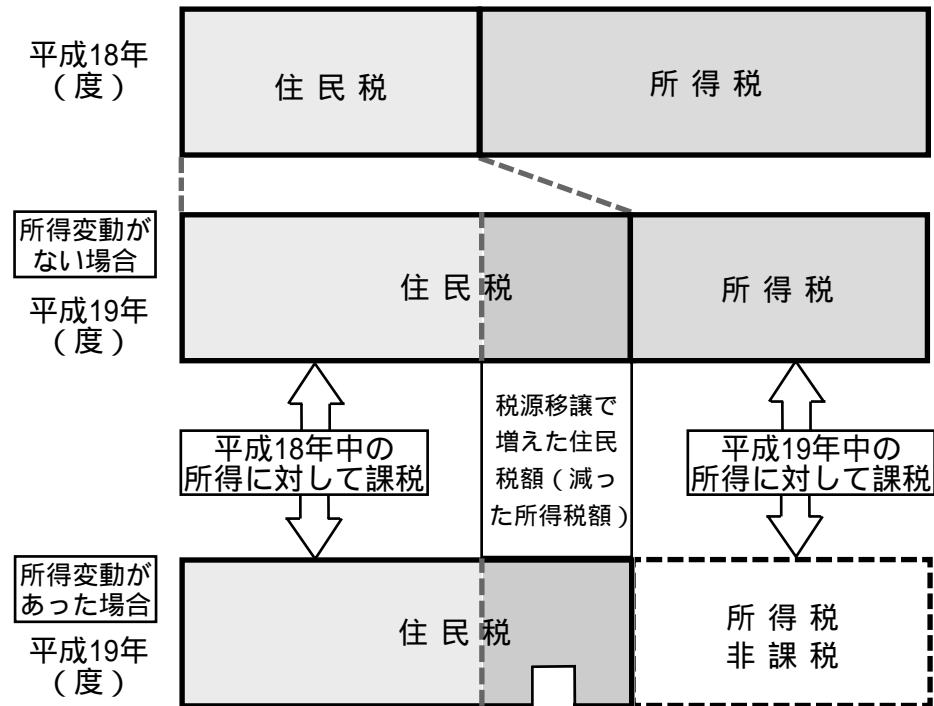 平成18年
（度）
住民税
所得税
所得変動が
ない場合
平成19年
（度）
住民税
所得税
平成18年中の
所得に対して課税
税源移譲で
増えた住民
税額（減っ
た所得税額）
平成19年中の
所得に対して課税
所得変動が
あった場合
平成19年
（度）
住民税
所得税
非課税